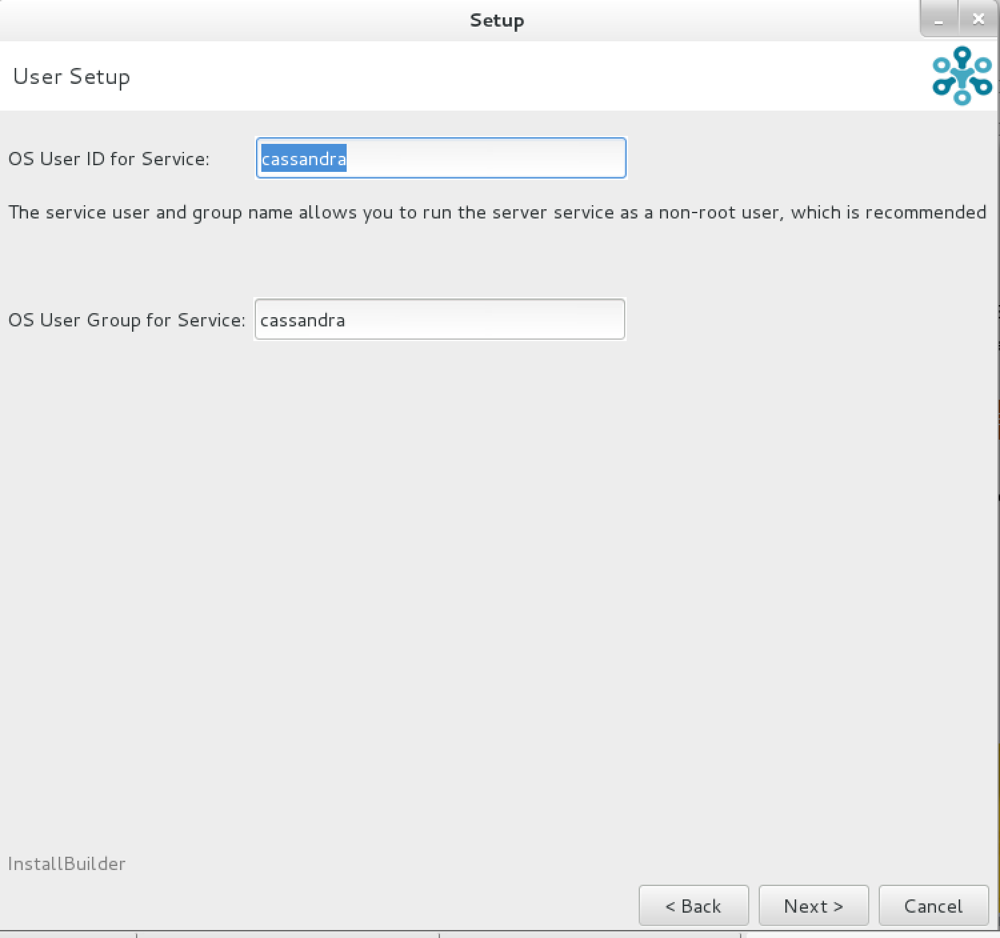 Setup
User Setup
OS User ID for Service: cassandra
The service user and group name allows you to run the server service as a non-root user, which is recommended
OS User Group for Service: cassandra
InstallBuilder
< Back Next > Cancel